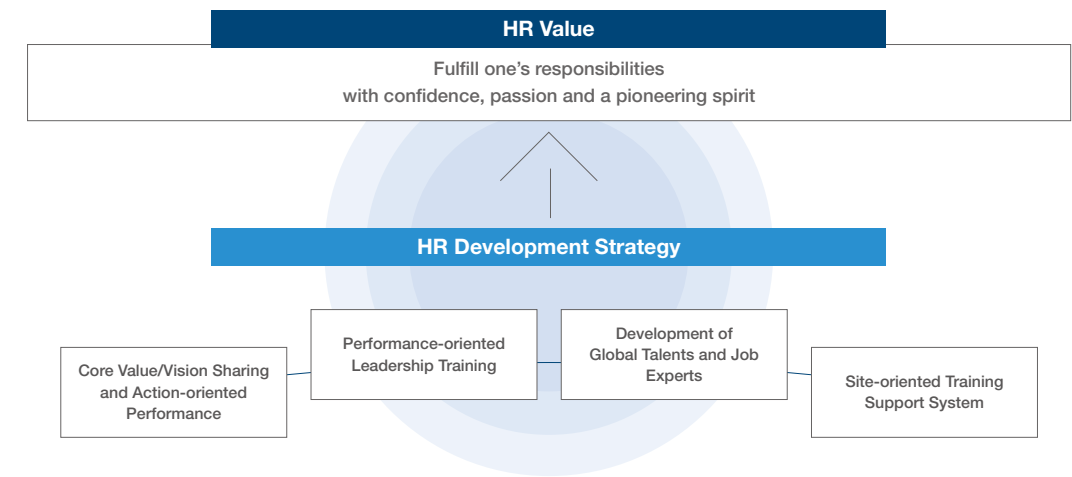 HR Value
Fulfill one’s responsibilities
with confidence, passion and a pioneering spirit
HR Development Strategy
Core Value/Vision Sharing
and Action-oriented
Performance
Performance-oriented
Leadership Training
Development of
Global Talents and Job
Experts
Site-oriented Training
Support System